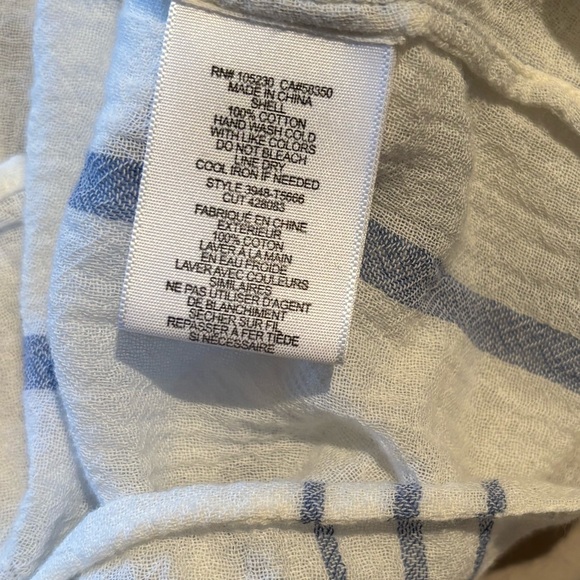 RN# 105230 CA#58350
MADE IN CHINA
SHELL
100% COTTON
HAND WASH COLD
WITH LIKE COLORS
DO NOT BLEACH
LINE DRY
COOL IRON IF NEEDED
STYLE 3948-T5666
CUT 428083
FABRIQUÉ EN CHINE
EXTÉRIEUR
100% COTON
LAVER À LA MAIN
EN EAU FROIDE
LAVER AVEC COULEURS
SIMILAIRES
NE PAS UTILISER D'AGENT
DE BLANCHIMENT
SÉCHER SUR FIL
REPASSER À FER TIÈDE
SI NÉCESSAIRE